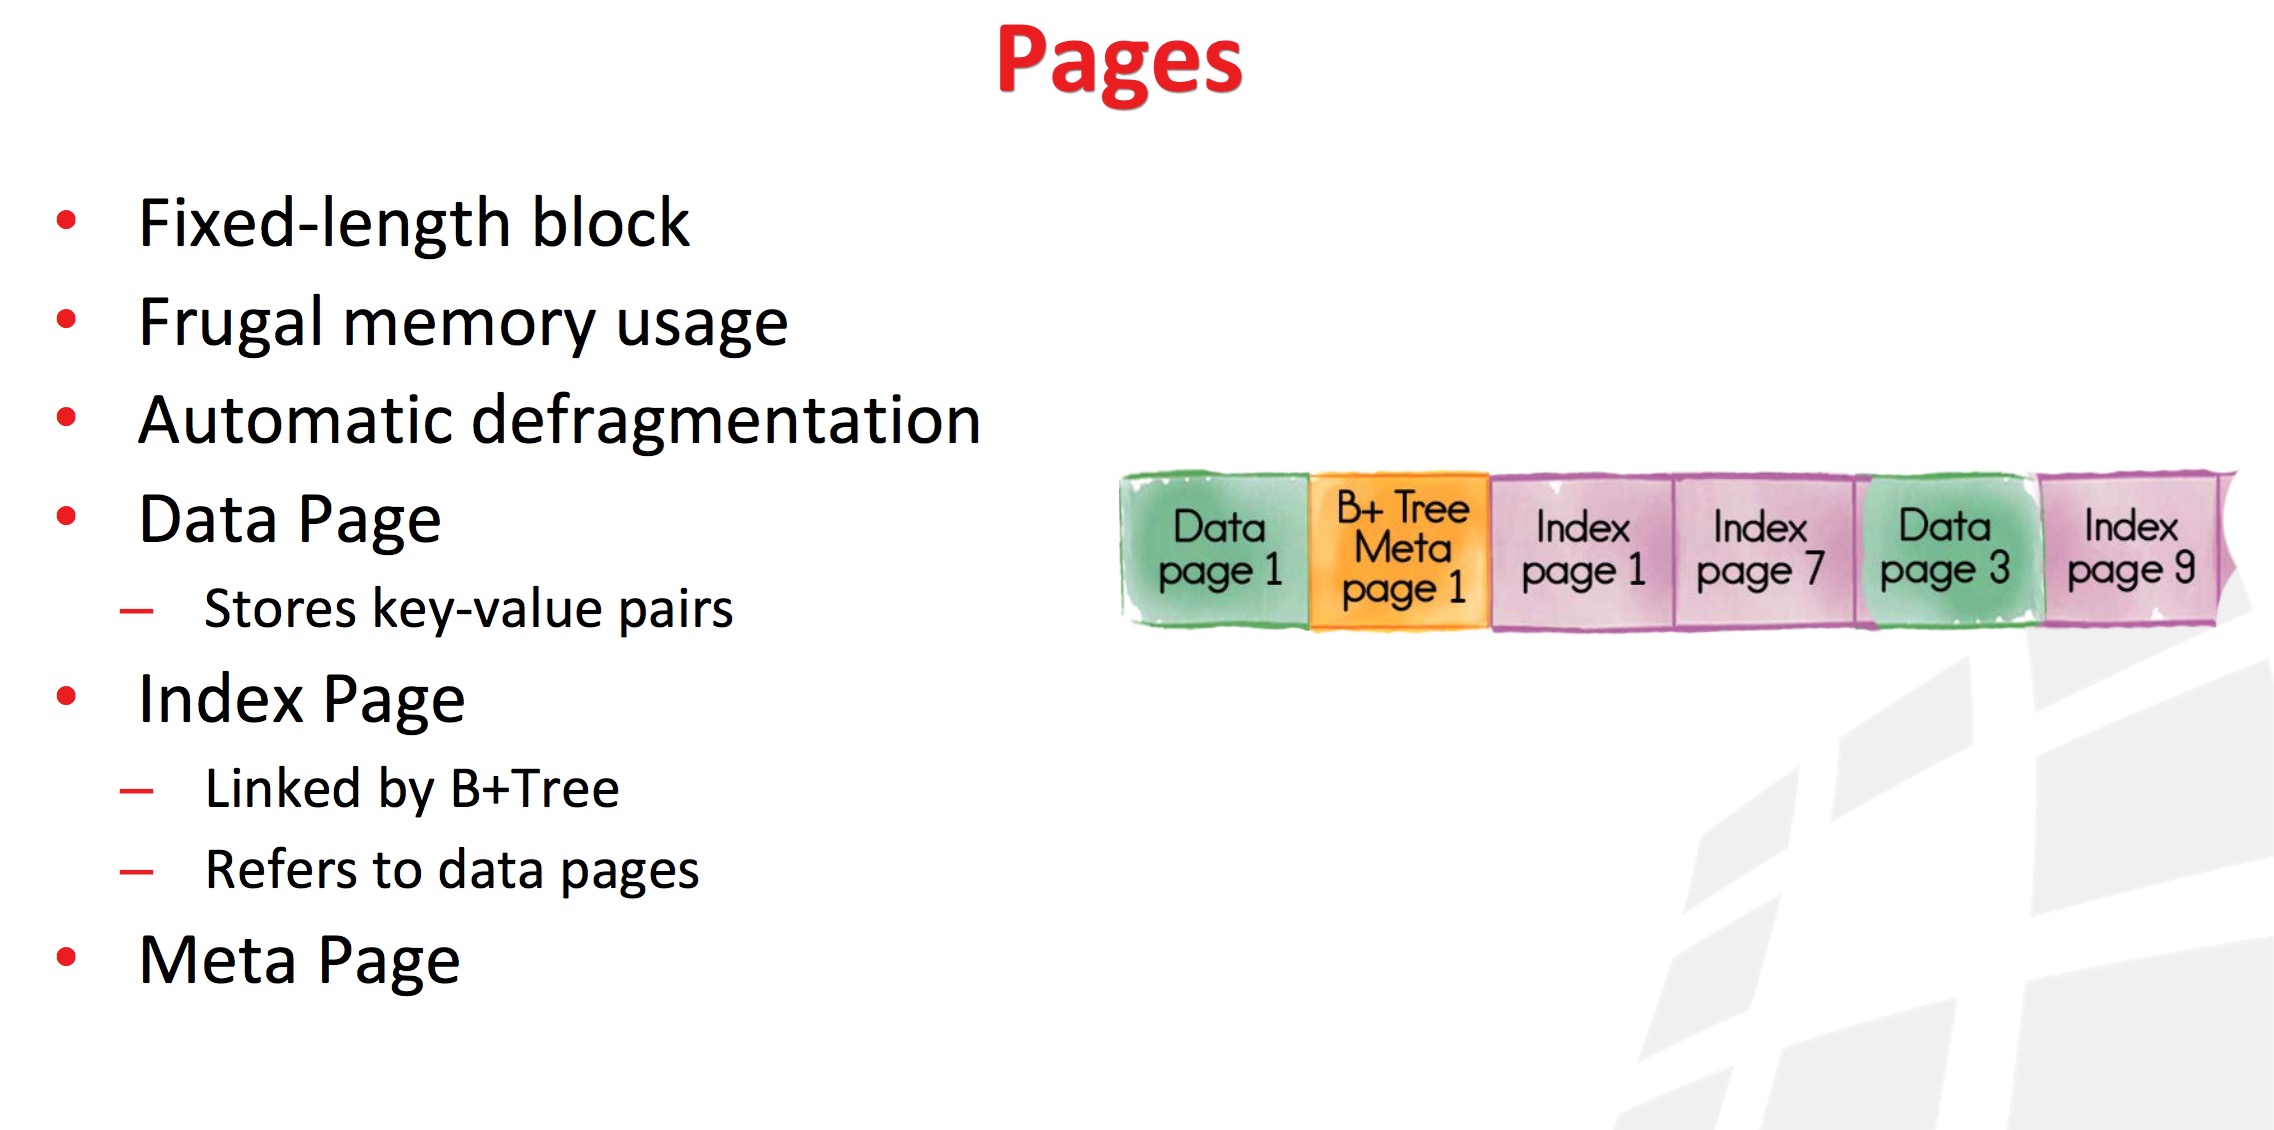 Pages
• Fixed-length block
• Frugal memory usage
• Automatic defragmentation
• Data Page
– Stores key-value pairs
• Index Page
– Linked by B+Tree
– Refers to data pages
• Meta Page
Data
page 1
B+ Tree
Meta
page 1
Index
page 1
Index
page 7
Data
page 3
Index
page 9